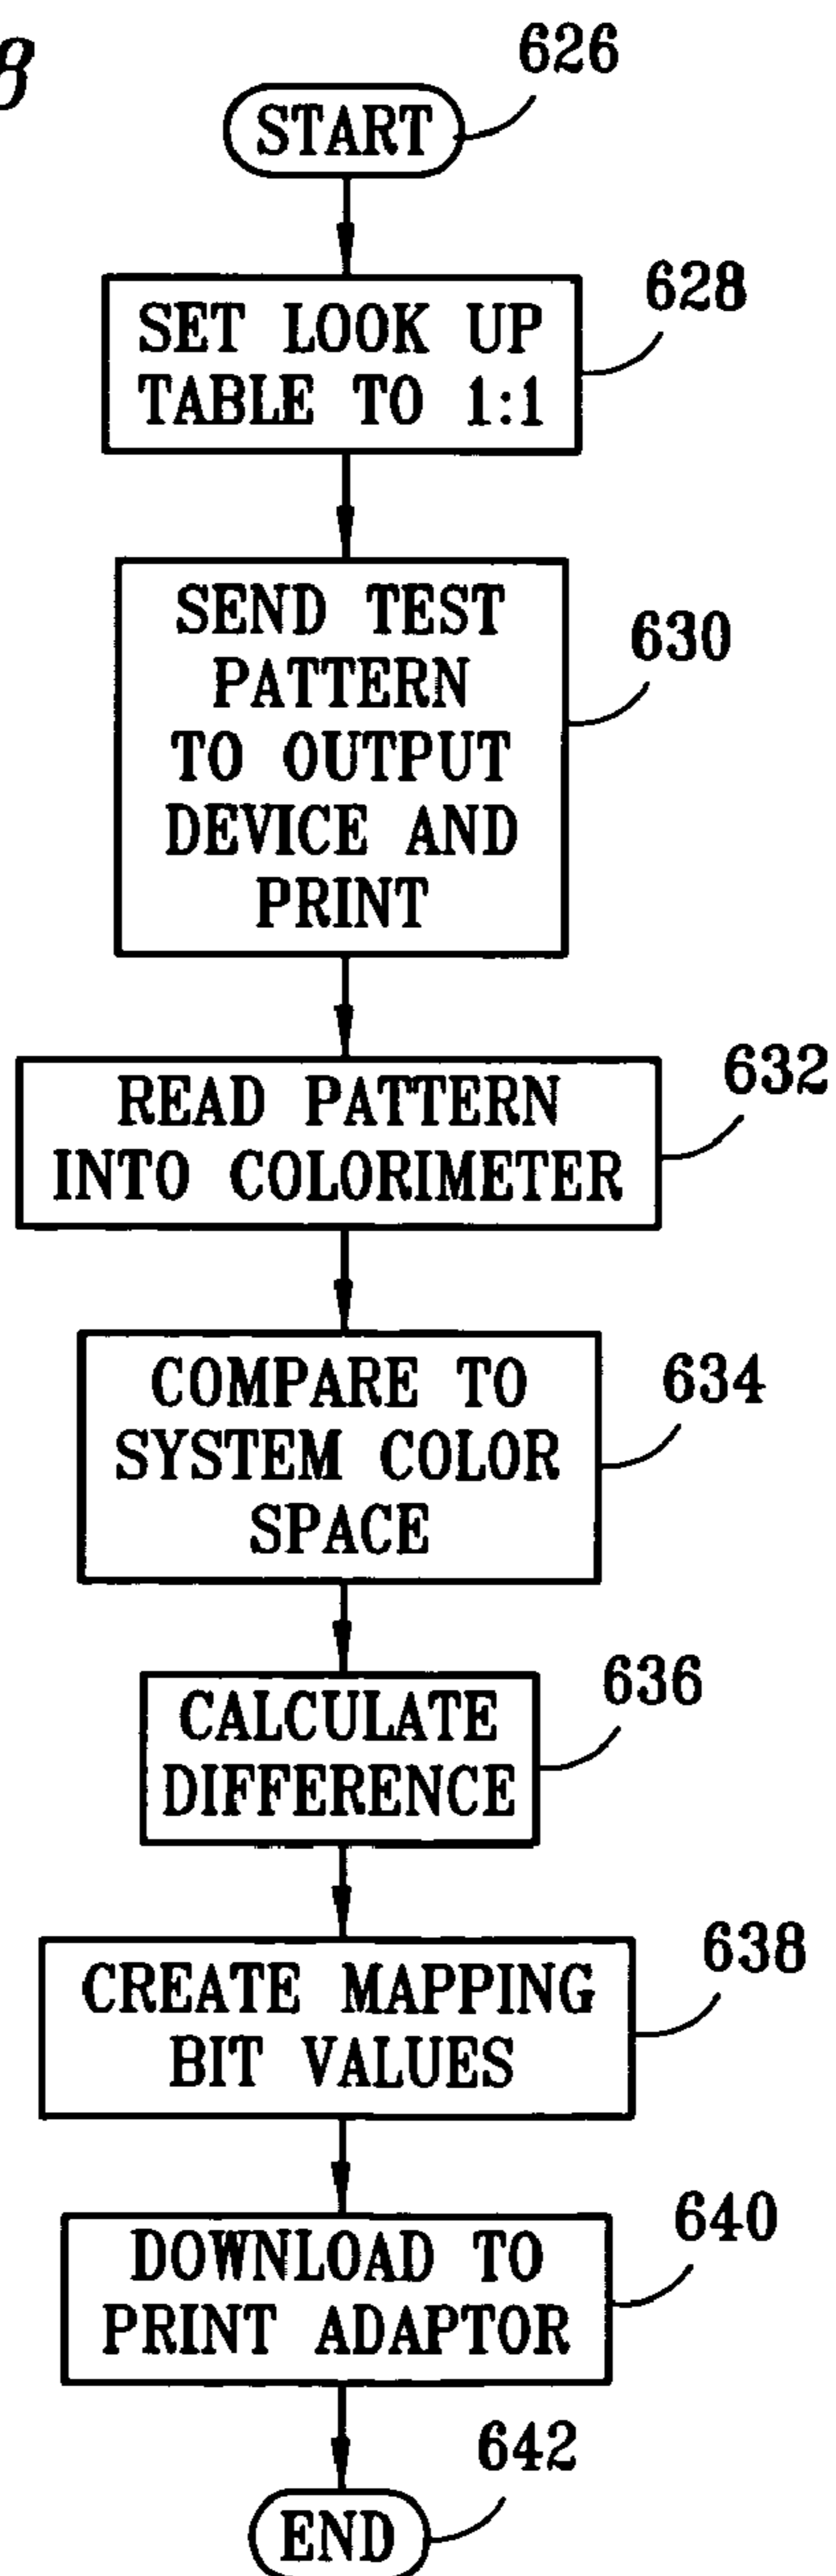 8
626
START
628
SET LOOK UP
TABLE TO 1:1
630
SEND TEST
PATTERN
TO OUTPUT
DEVICE AND
PRINT
632
READ PATTERN
INTO COLORIMETER
634
COMPARE TO
SYSTEM COLOR
SPACE
636
CALCULATE
DIFFERENCE
638
CREATE MAPPING
BIT VALUES
640
DOWNLOAD TO
PRINT ADAPTOR
642
END